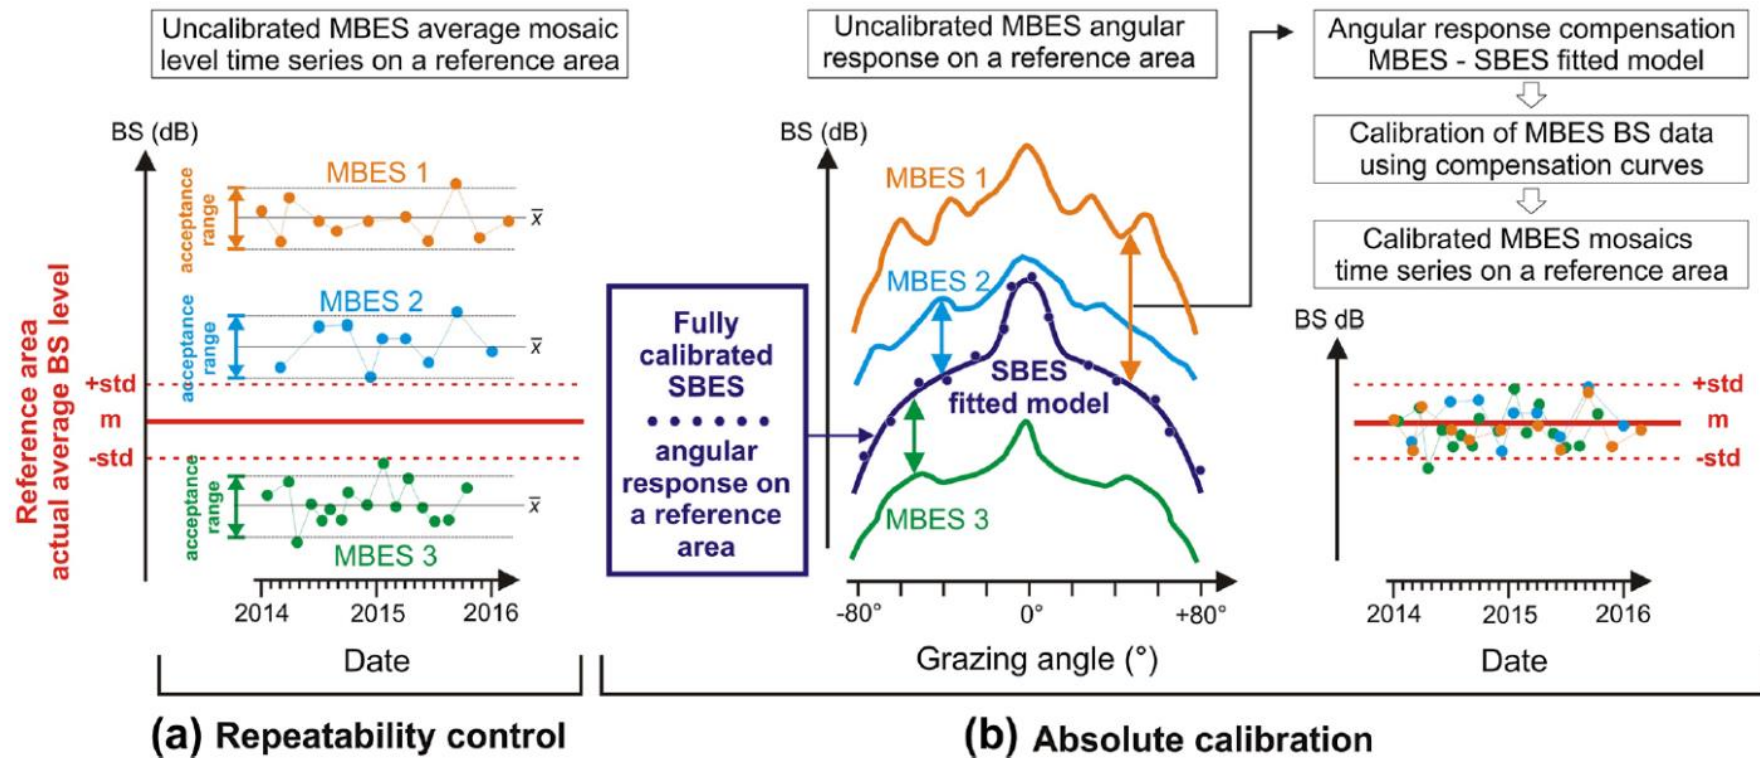 Uncalibrated MBES average mosaic
level time series on a reference area
BS (dB)
Reference area
actual average BS level
acceptance
range
MBES 1
x̅
acceptance
range
MBES 2
x̅
+std
m
-std
acceptance
range
MBES 3
x̅
2014 2015 2016
Date
(a) Repeatability control
Fully
calibrated
SBES
angular
response on
a reference
area
Uncalibrated MBES angular
response on a reference area
BS (dB)
MBES 1
MBES 2
SBES
fitted model
MBES 3
-80° 0° +80°
Grazing angle (°)
Angular response compensation
MBES - SBES fitted model
Calibration of MBES BS data
using compensation curves
Calibrated MBES mosaics
time series on a reference area
BS dB
+std
m
-std
2014 2015 2016
Date
(b) Absolute calibration